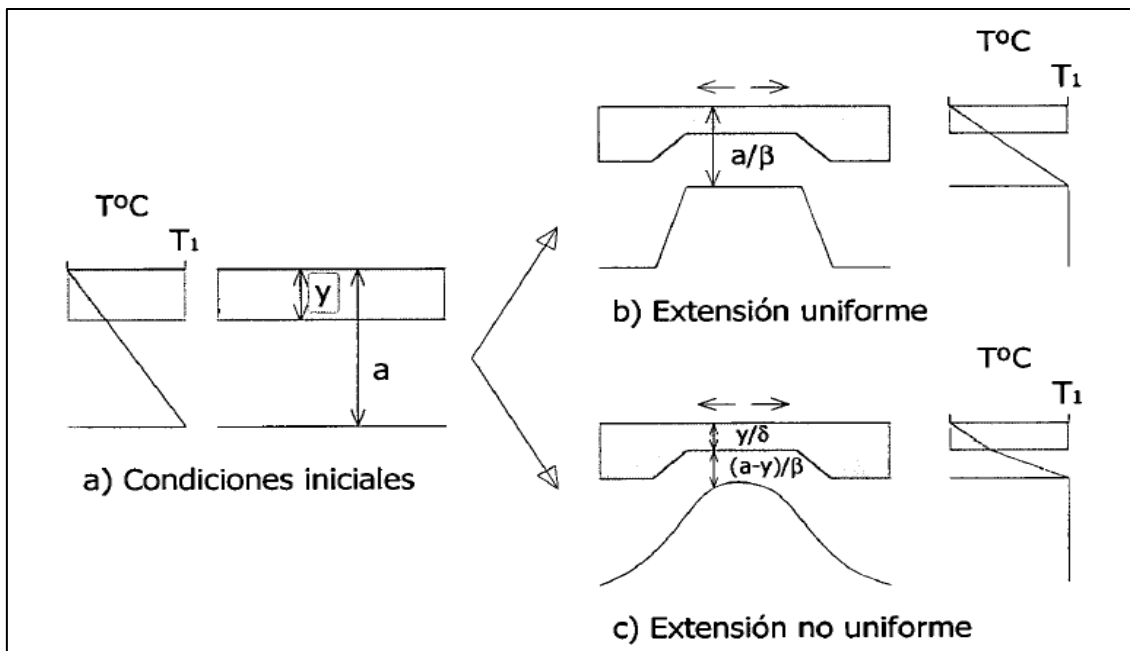 TºC
T₁
y
a
a) Condiciones iniciales
TºC
T₁
a/β
b) Extensión uniforme
TºC
T₁
y/δ
(a-y)/β
c) Extensión no uniforme